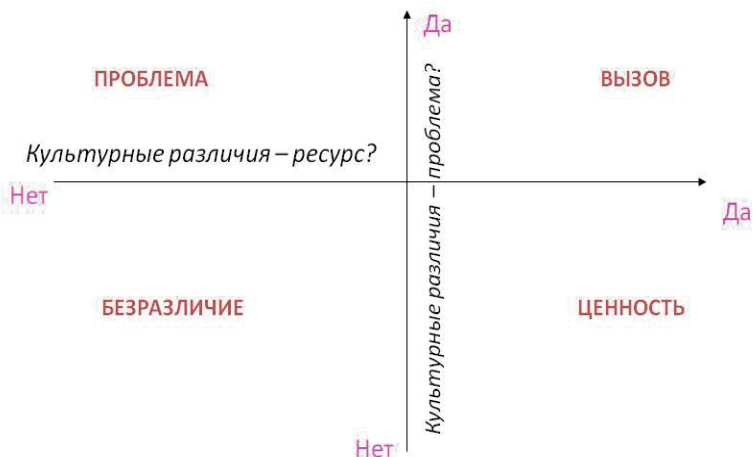 Да
ПРОБЛЕМА
ВЫЗОВ
Культурные различия – ресурс?
Культурные различия – проблема?
Нет
Да
БЕЗРАЗЛИЧИЕ
ЦЕННОСТЬ
Нет